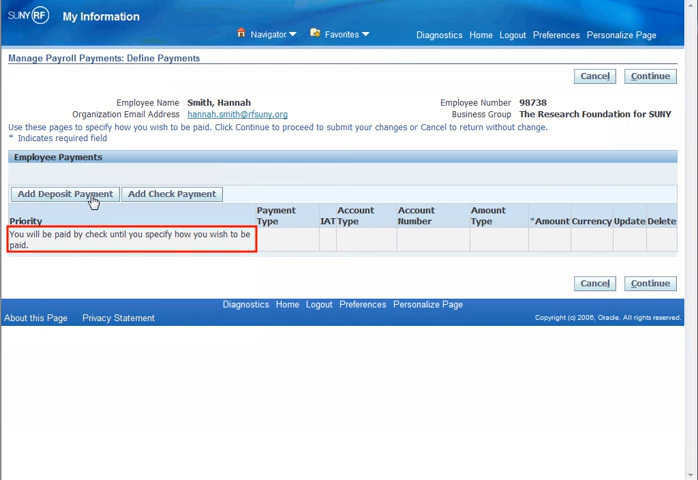 SUNY RF My Information
Navigator Favorites Diagnostics Home Logout Preferences Personalize Page
Manage Payroll Payments: Define Payments
Cancel Continue
Employee Name Smith, Hannah Employee Number 98738
Organization Email Address hannah.smith@rfsuny.org Business Group The Research Foundation for SUNY
Use these pages to specify how you wish to be paid. Click Continue to proceed to submit your changes or Cancel to return without change.
* Indicates required field
Employee Payments
Add Deposit Payment Add Check Payment
Priority Payment Type IAT Account Type Account Number Amount Type *Amount Currency Update Delete
You will be paid by check until you specify how you wish to be
paid.
Cancel Continue
Diagnostics Home Logout Preferences Personalize Page
About this Page Privacy Statement Copyright (c) 2006, Oracle. All rights reserved.